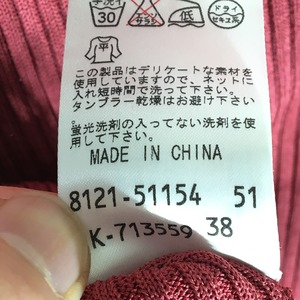 ナ･ネイ
30
エンソ
サラシ
低
ドライ
セキユ系
平
この製品はデリケートな素材を
使用していますので、ネットに
入れ短時間で洗って下さい。
タンブラー乾燥はお避け下さい
蛍光洗剤の入ってない洗剤を使
用して下さい。
MADE IN CHINA
8121-51154 51
K-713559 38